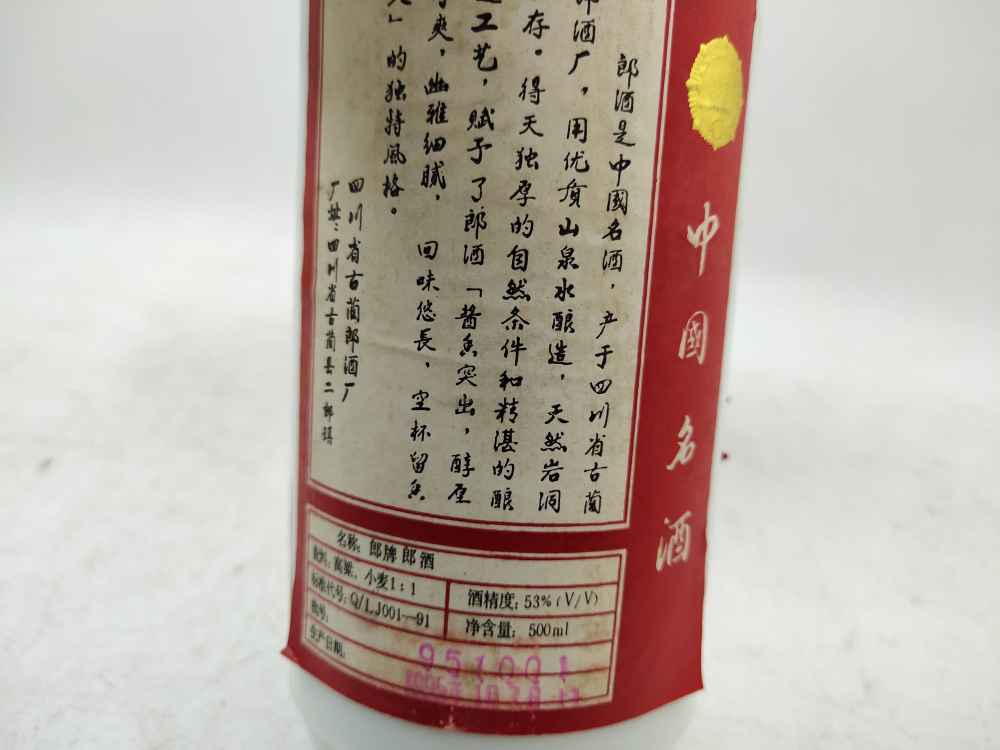 中國名酒
郎酒是中國名酒，产于四川省古蔺
郎酒厂，用优质山泉水酿造，天然岩洞
存。得天独厚的自然条件和精湛的酿
工艺，赋予了郎酒「酱香突出，醇厚
爽，幽雅细腻，回味悠長，空杯留香
」的独特风格。
四川省古蔺郎酒厂
厂址：四川省古蔺县二郎镇
名称：郎牌郎酒
配料：高粱、小麦1：1
酒精度：53%（V/V）
标准代号：Q/LJ001—91
净含量：500ml
批号：
951001
生产日期：